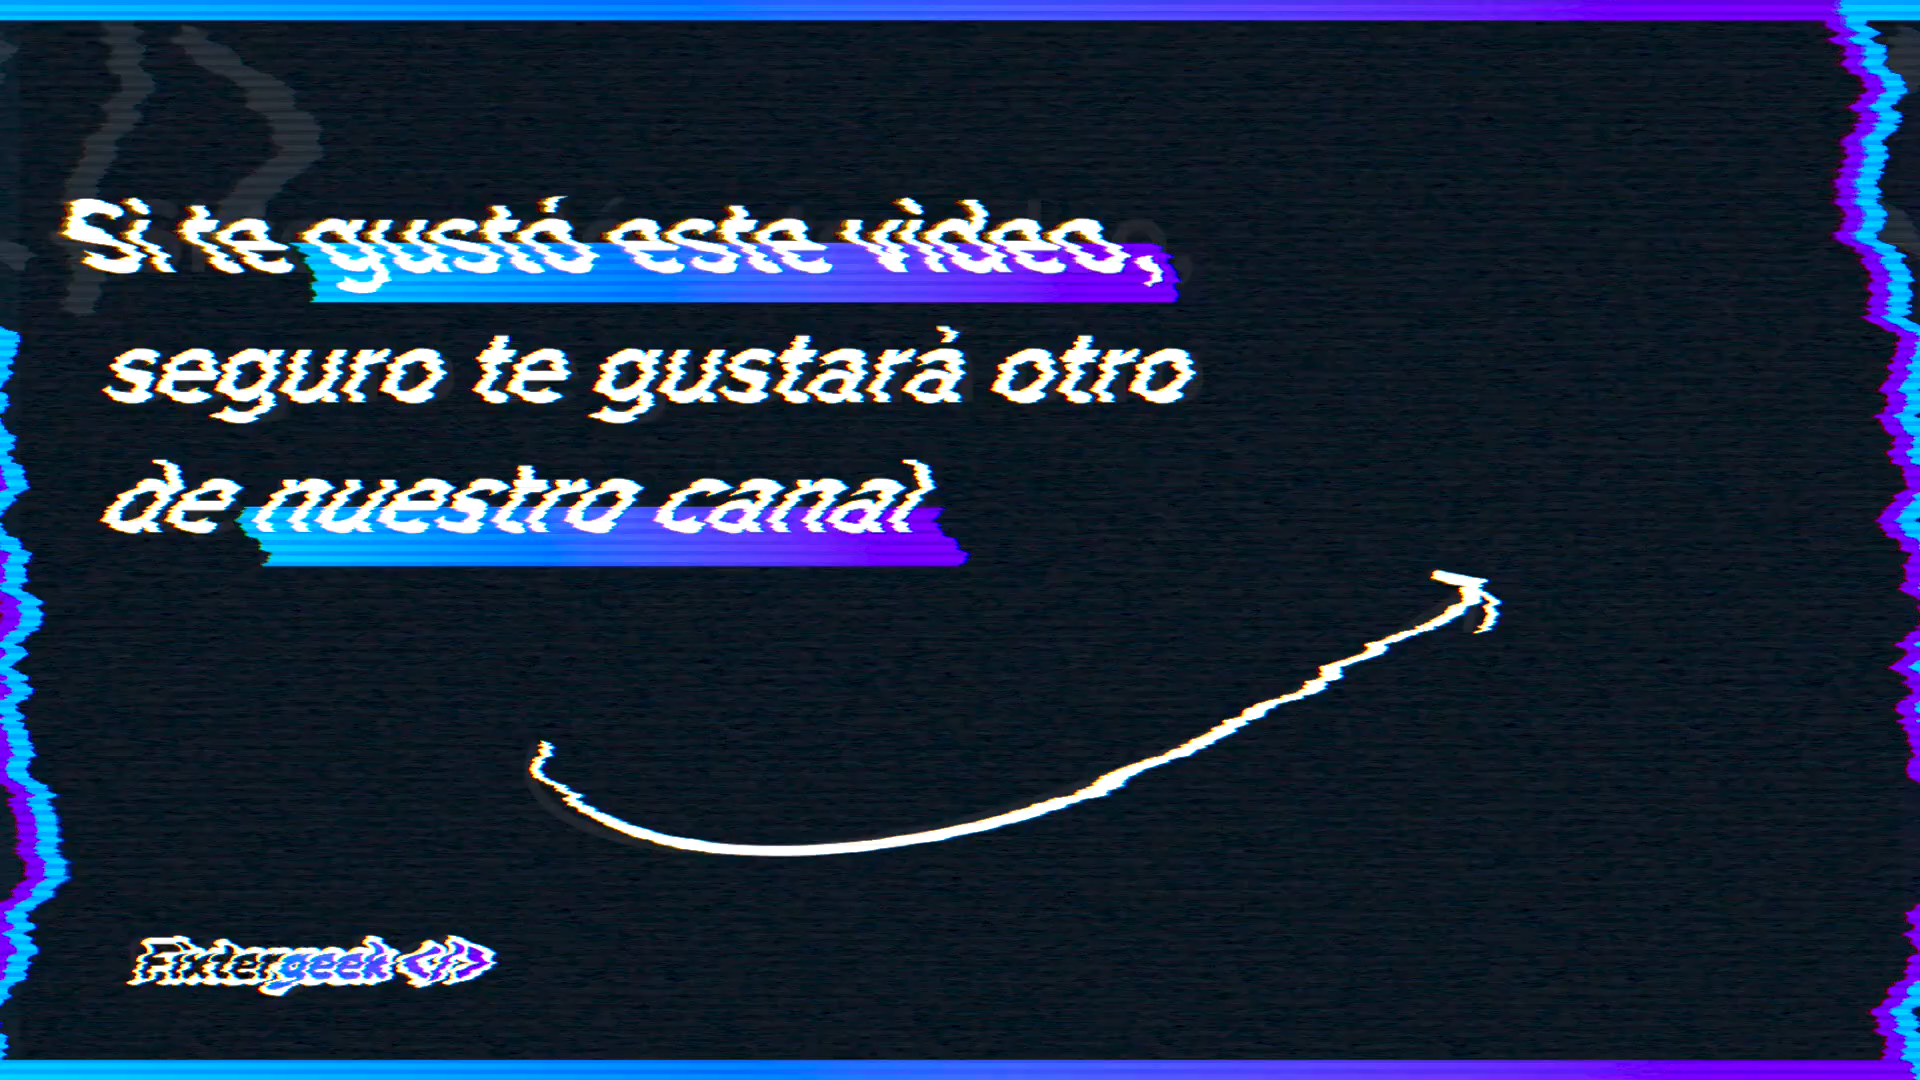 Si te gustó este video,
seguro te gustará otro
de nuestro canal
Fixtergeek </>